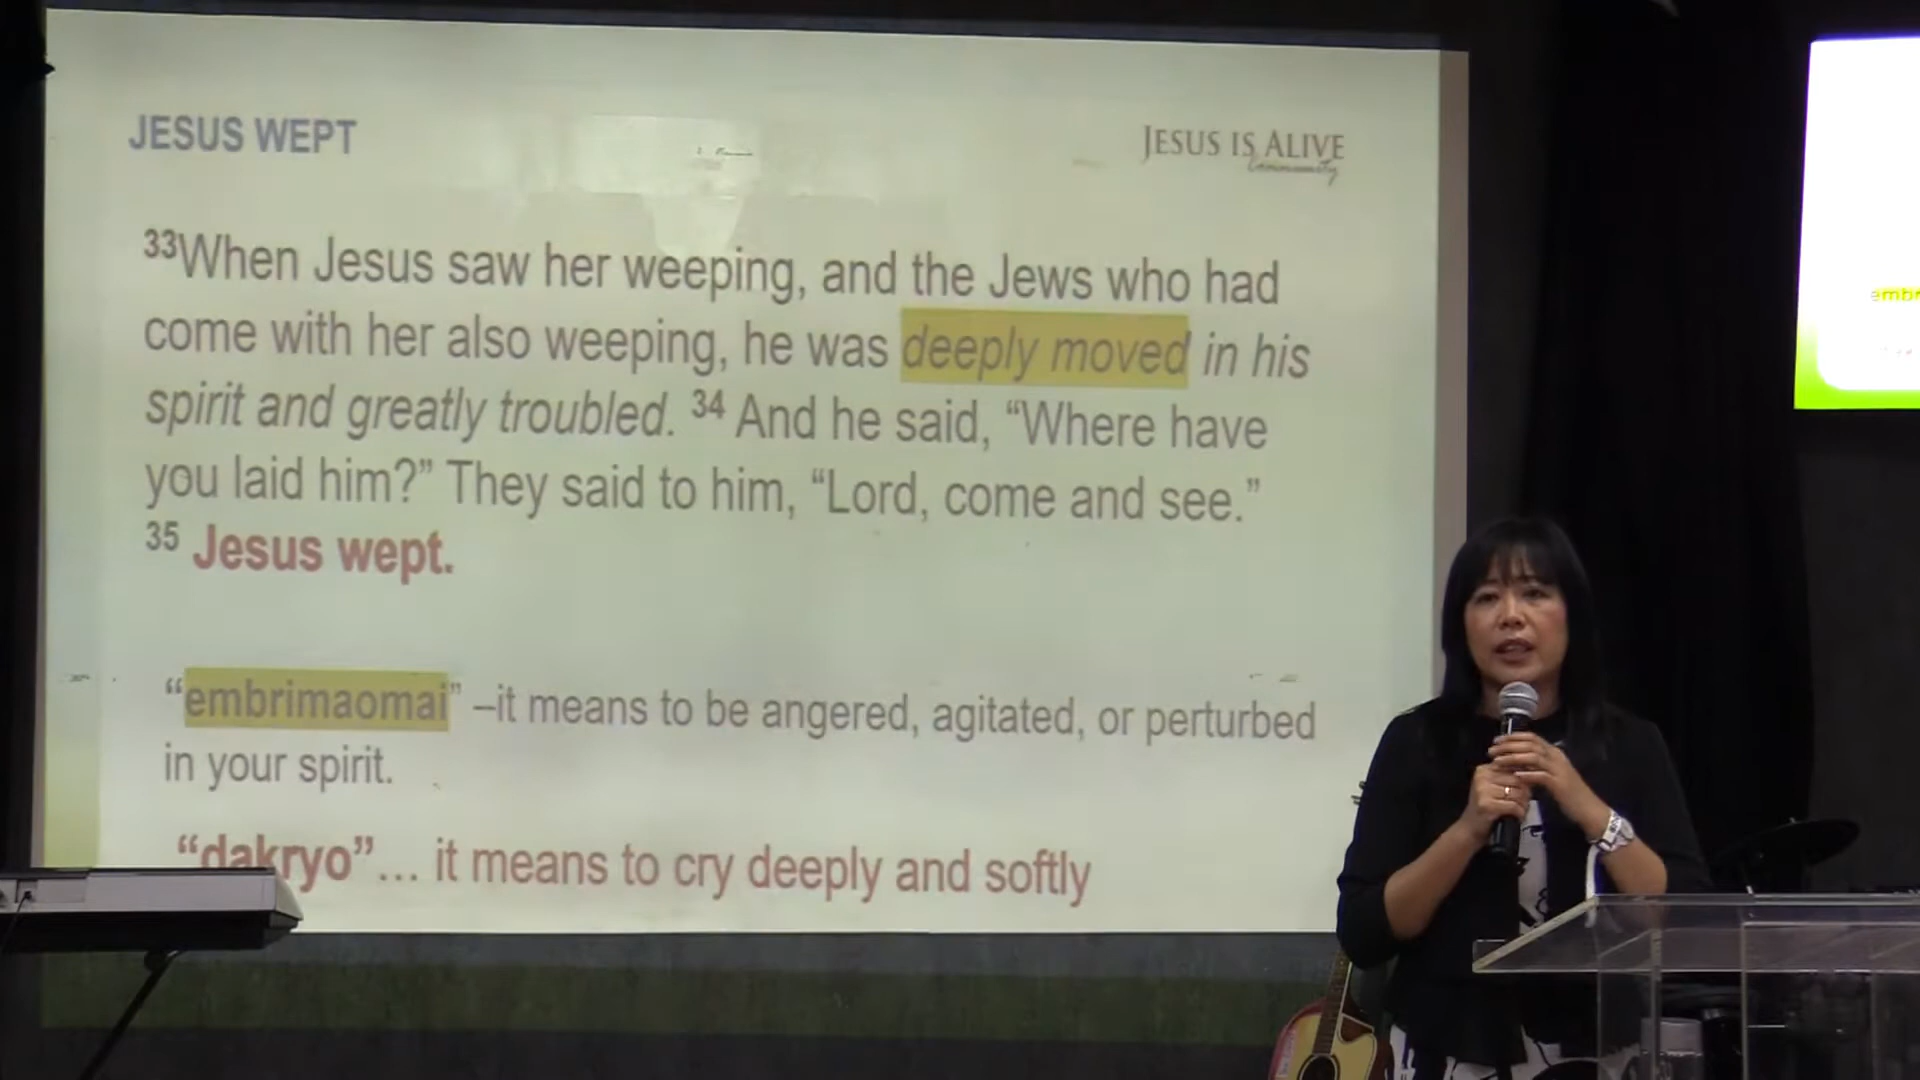 JESUS WEPT
JESUS IS ALIVE
Community
33When Jesus saw her weeping, and the Jews who had
come with her also weeping, he was deeply moved in his
spirit and greatly troubled. 34 And he said, “Where have
you laid him?” They said to him, “Lord, come and see.”
35 Jesus wept.
“embrimaomai” –it means to be angered, agitated, or perturbed
in your spirit.
“dakryo”... it means to cry deeply and softly
embr